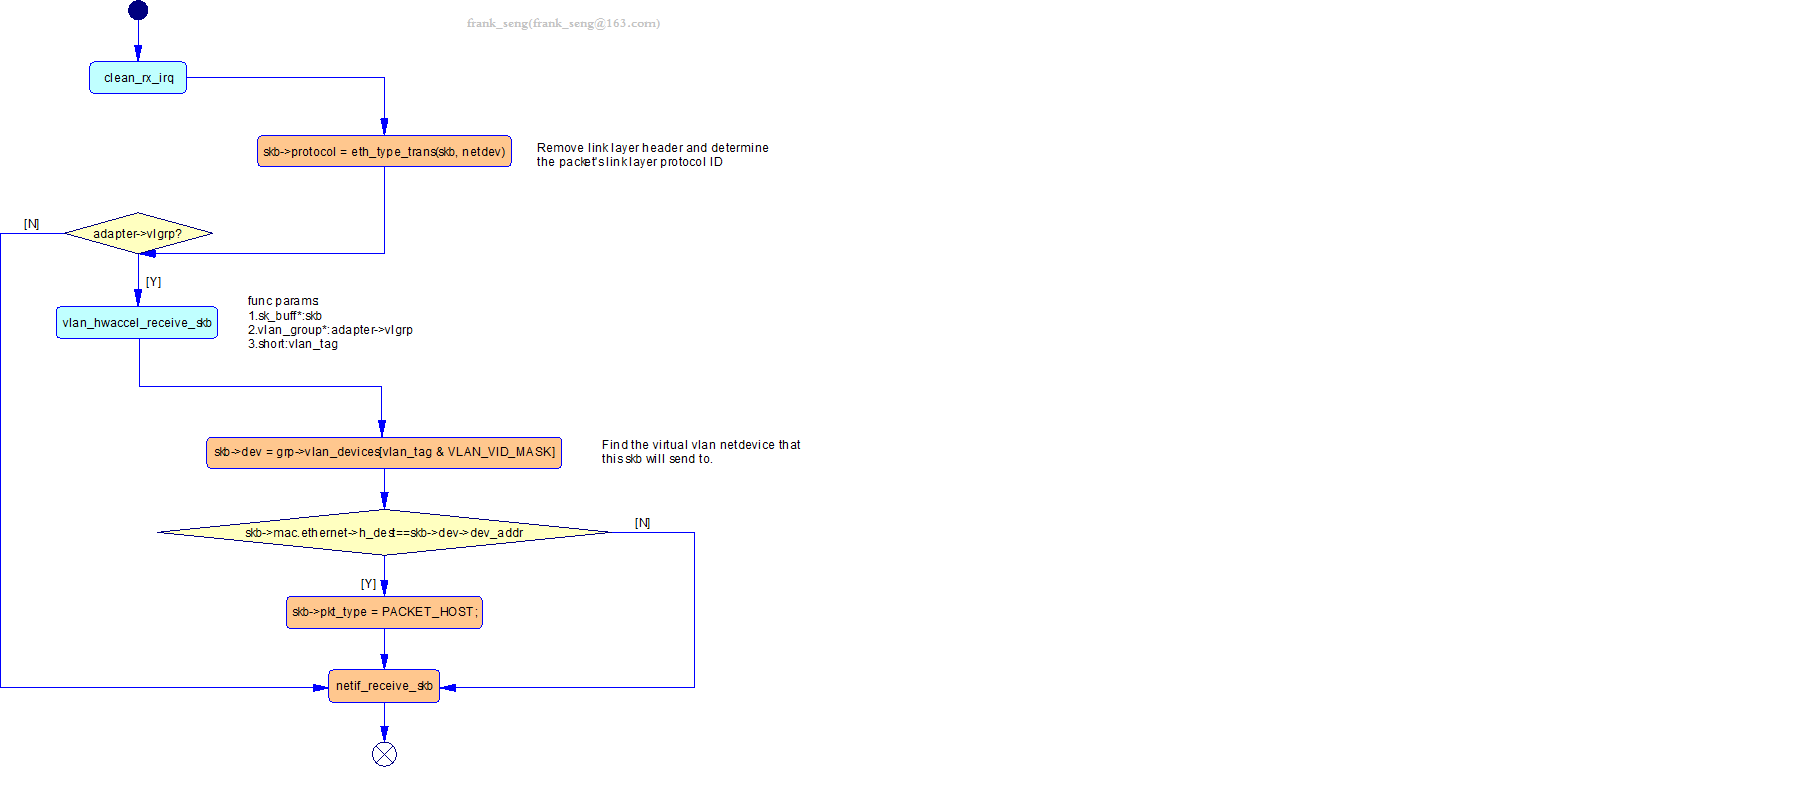 frank_seng(frank_seng@163.com)
clean_rx_irq
skb->protocol = eth_type_trans(skb, netdev)
Remove link layer header and determine
the packet's link layer protocol ID
[N]
adapter->vlgrp?
[Y]
vlan_hwaccel_receive_skb
func params:
1.sk_buff*:skb
2.vlan_group*:adapter->vlgrp
3.short:vlan_tag
skb->dev = grp->vlan_devices[vlan_tag & VLAN_VID_MASK]
Find the virtual vlan netdevice that
this skb will send to.
skb->mac.ethernet->h_dest==skb->dev->dev_addr
[N]
[Y]
skb->pkt_type = PACKET_HOST;
netif_receive_skb